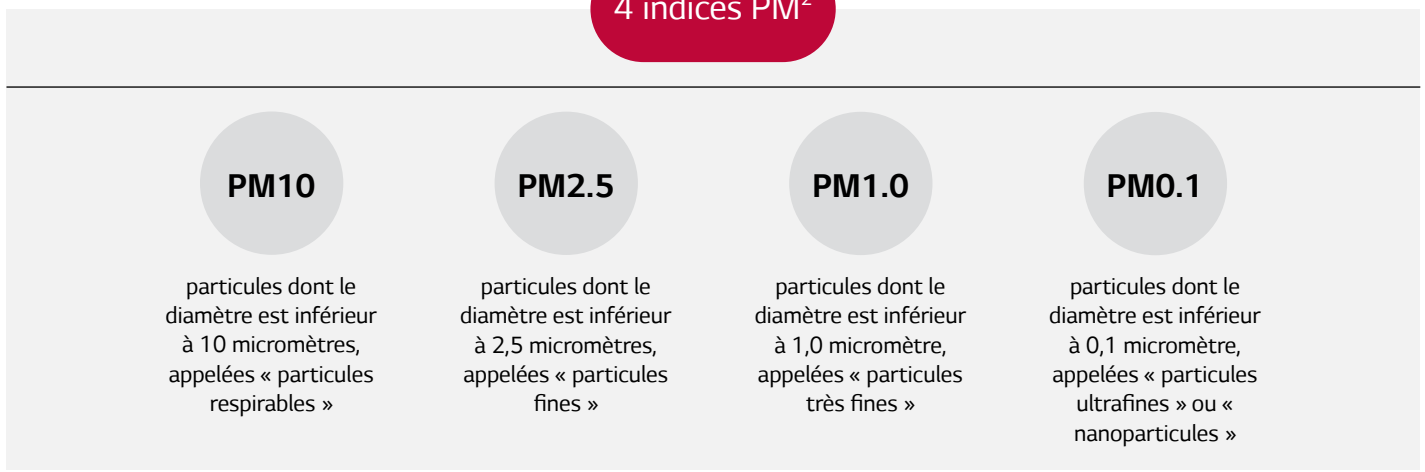 4 indices PM²
PM10
particules dont le
diamètre est inférieur
à 10 micromètres,
appelées « particules
respirables »
PM2.5
particules dont le
diamètre est inférieur
à 2,5 micromètres,
appelées « particules
fines »
PM1.0
particules dont le
diamètre est inférieur
à 1,0 micromètre,
appelées « particules
très fines »
PM0.1
particules dont le
diamètre est inférieur
à 0,1 micromètre,
appelées « particules
ultrafines » ou «
nanoparticules »